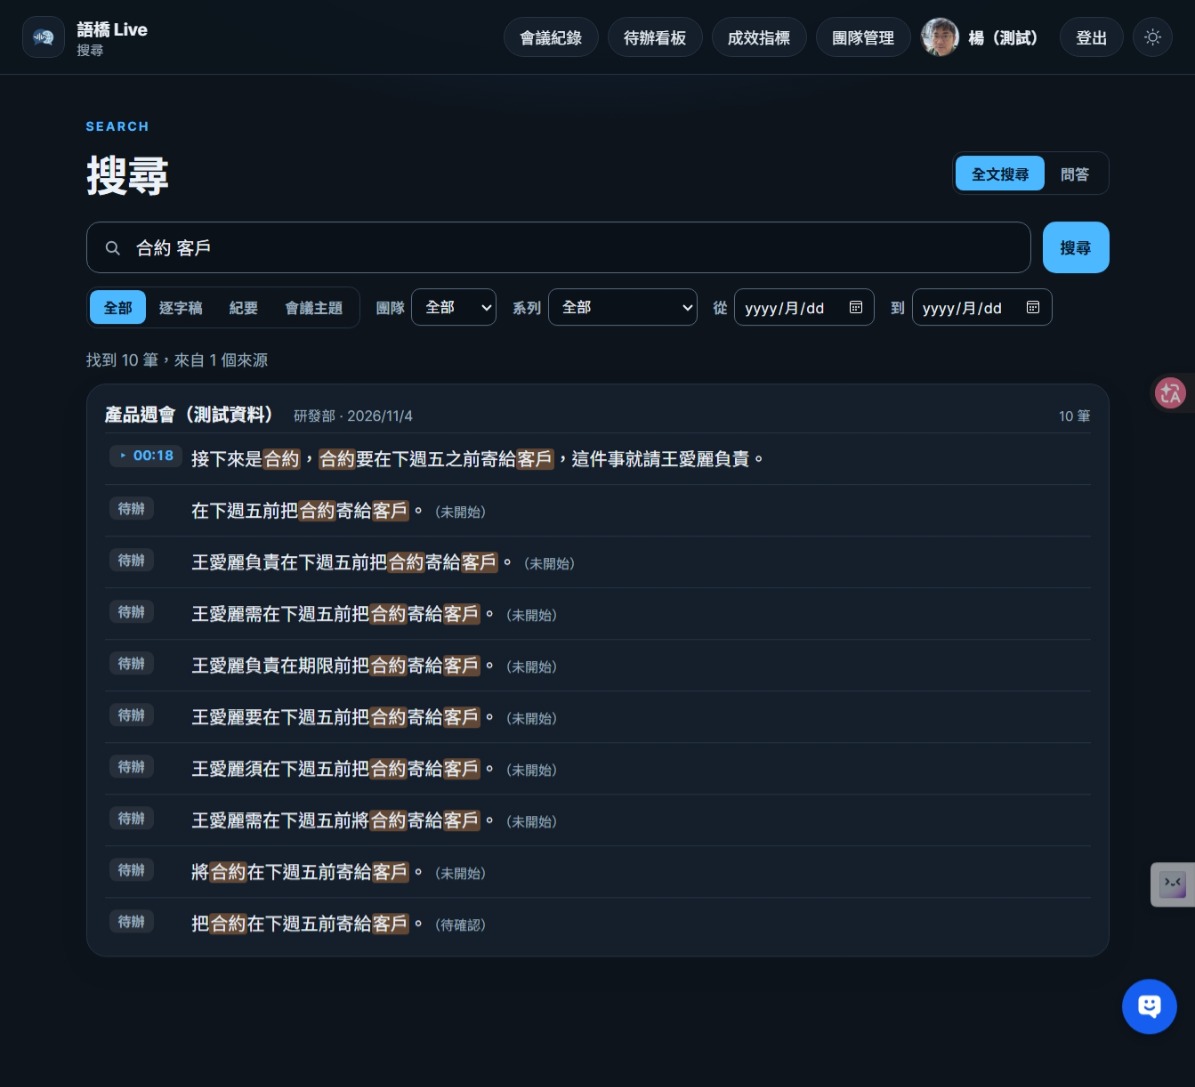 語橋 Live
搜尋
會議紀錄 待辦看板 成效指標 團隊管理 楊（測試） 登出
SEARCH
搜尋
全文搜尋 問答
合約 客戶 搜尋
全部 逐字稿 紀要 會議主題 團隊 全部 系列 全部 從 yyyy/月/dd 到 yyyy/月/dd
找到 10 筆，來自 1 個來源
產品週會（測試資料） 研發部 · 2026/11/4 10 筆
00:18 接下來是合約，合約要在下週五之前寄給客戶，這件事就請王愛麗負責。
待辦 在下週五前把合約寄給客戶。（未開始）
待辦 王愛麗負責在下週五前把合約寄給客戶。（未開始）
待辦 王愛麗需在下週五前把合約寄給客戶。（未開始）
待辦 王愛麗負責在期限前把合約寄給客戶。（未開始）
待辦 王愛麗要在下週五前把合約寄給客戶。（未開始）
待辦 王愛麗須在下週五前把合約寄給客戶。（未開始）
待辦 王愛麗需在下週五前將合約寄給客戶。（未開始）
待辦 將合約在下週五前寄給客戶。（未開始）
待辦 把合約在下週五前寄給客戶。（待確認）